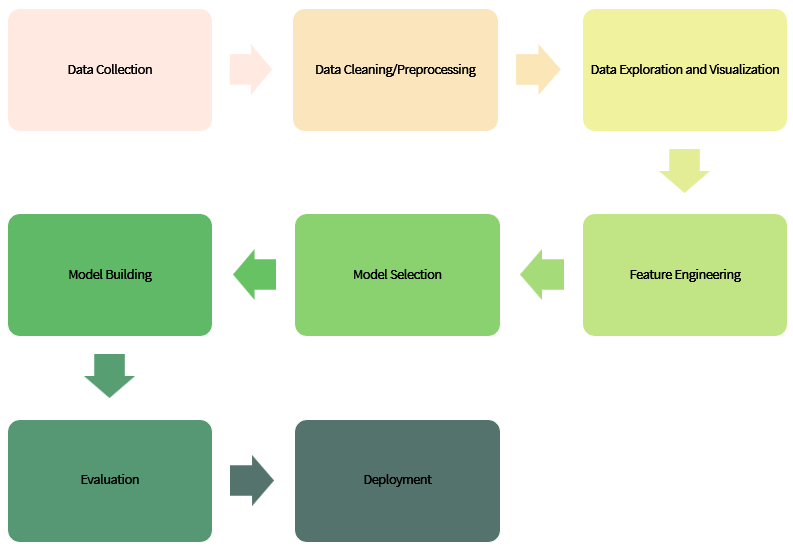 Data Collection
Data Cleaning/Preprocessing
Data Exploration and Visualization
Feature Engineering
Model Selection
Model Building
Evaluation
Deployment